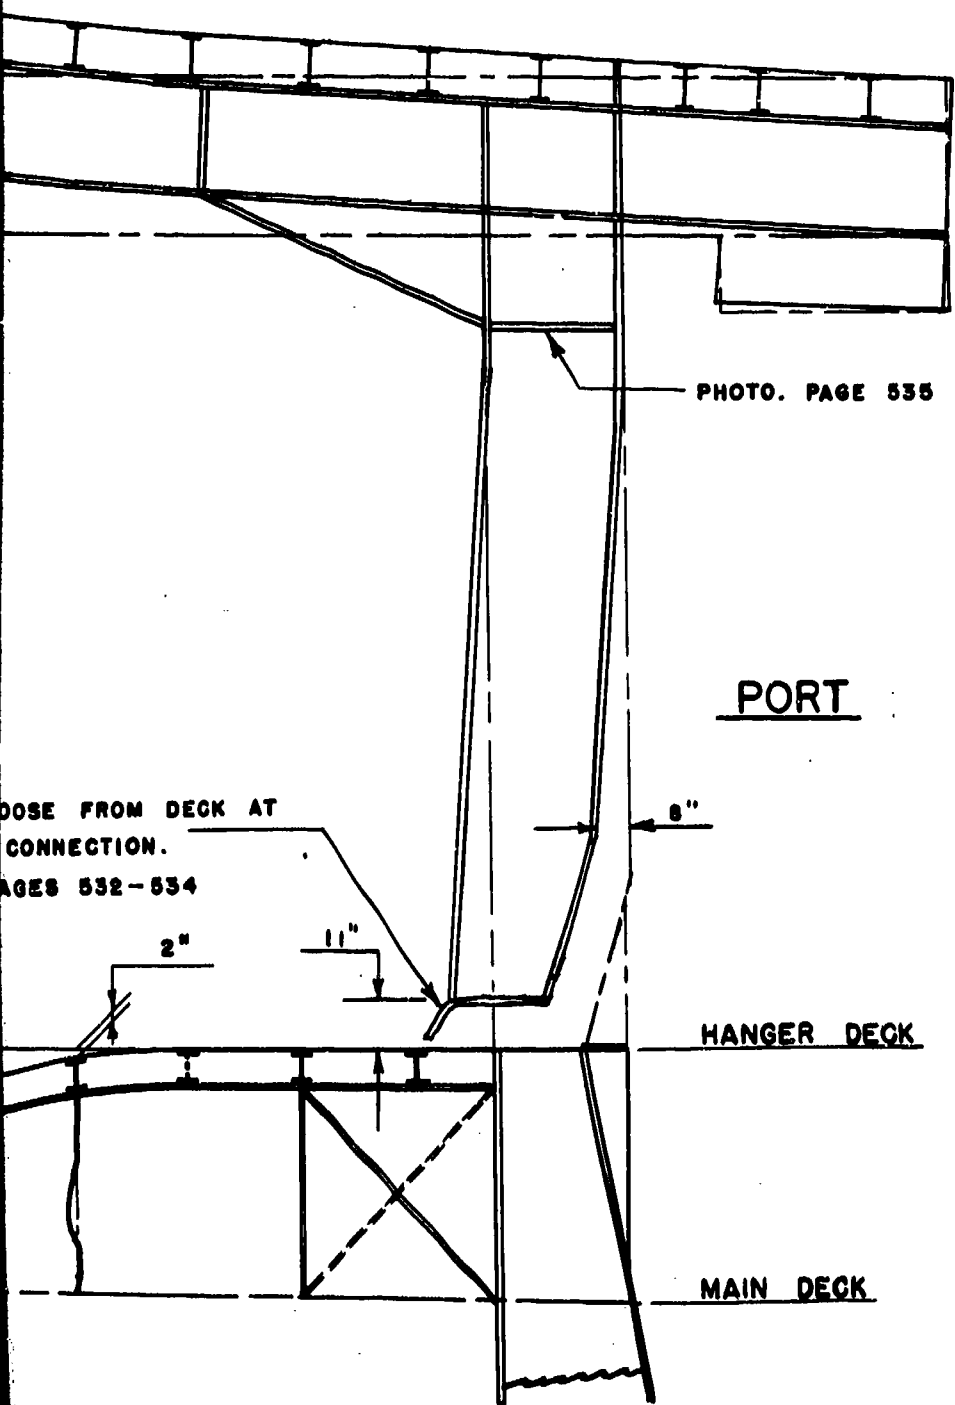 PHOTO. PAGE 535
PORT
8"
OOSE FROM DECK AT
CONNECTION.
AGES 532-534
2"
11"
HANGER DECK
MAIN DECK